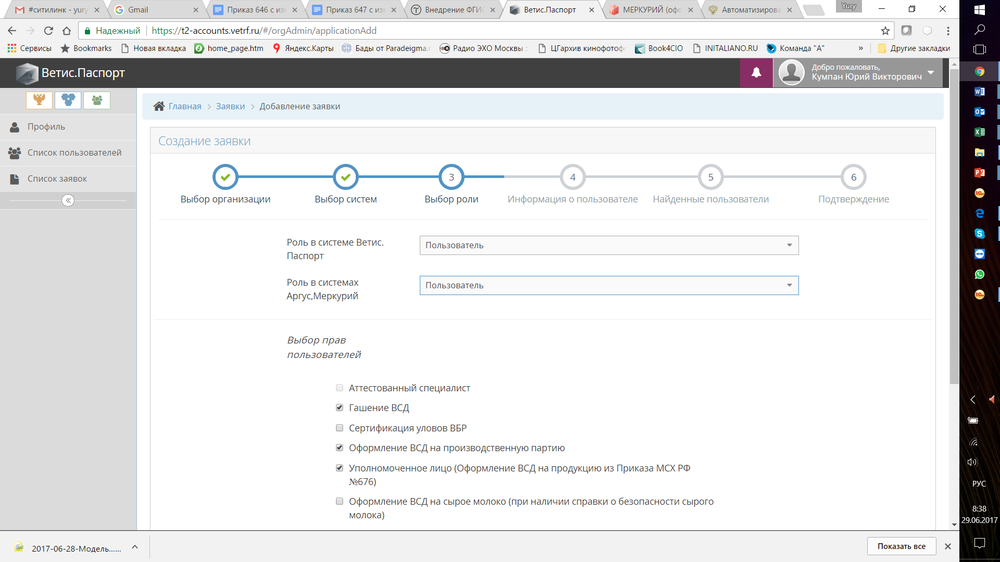 #ситилинк - yury
Gmail
Приказ 646 с изм
Приказ 647 с изм
Внедрение ФГИС
Ветис.Паспорт
МЕРКУРИЙ (офо
Автоматизирова
Yury
Надежный
https://t2-accounts.vetrf.ru/#/orgAdmin/applicationAdd
Сервисы
Bookmarks
Новая вкладка
home_page.htm
Яндекс.Карты
Бады от Paradeigma.r
Радио ЭХО Москвы ::
ЦГархив кинофотофо
Book4CIO
INITALIANO.RU
Команда "А"
»
Другие закладки
Ветис.Паспорт
Добро пожаловать,
Кумпан Юрий Викторович
Главная > Заявки > Добавление заявки
Профиль
Список пользователей
Список заявок
Создание заявки
3
4
5
6
Выбор организации
Выбор систем
Выбор роли
Информация о пользователе
Найденные пользователи
Подтверждение
Роль в системе Ветис.
Паспорт
Пользователь
Роль в системах
Аргус,Меркурий
Пользователь
Выбор прав
пользователей
Аттестованный специалист
Гашение ВСД
Сертификация уловов ВБР
Оформление ВСД на производственную партию
Уполномоченное лицо (Оформление ВСД на продукцию из Приказа МСХ РФ
№676)
Оформление ВСД на сырое молоко (при наличии справки о безопасности сырого
молока)
2017-06-28-Модель......
Показать все
РУС
8:38
29.06.2017